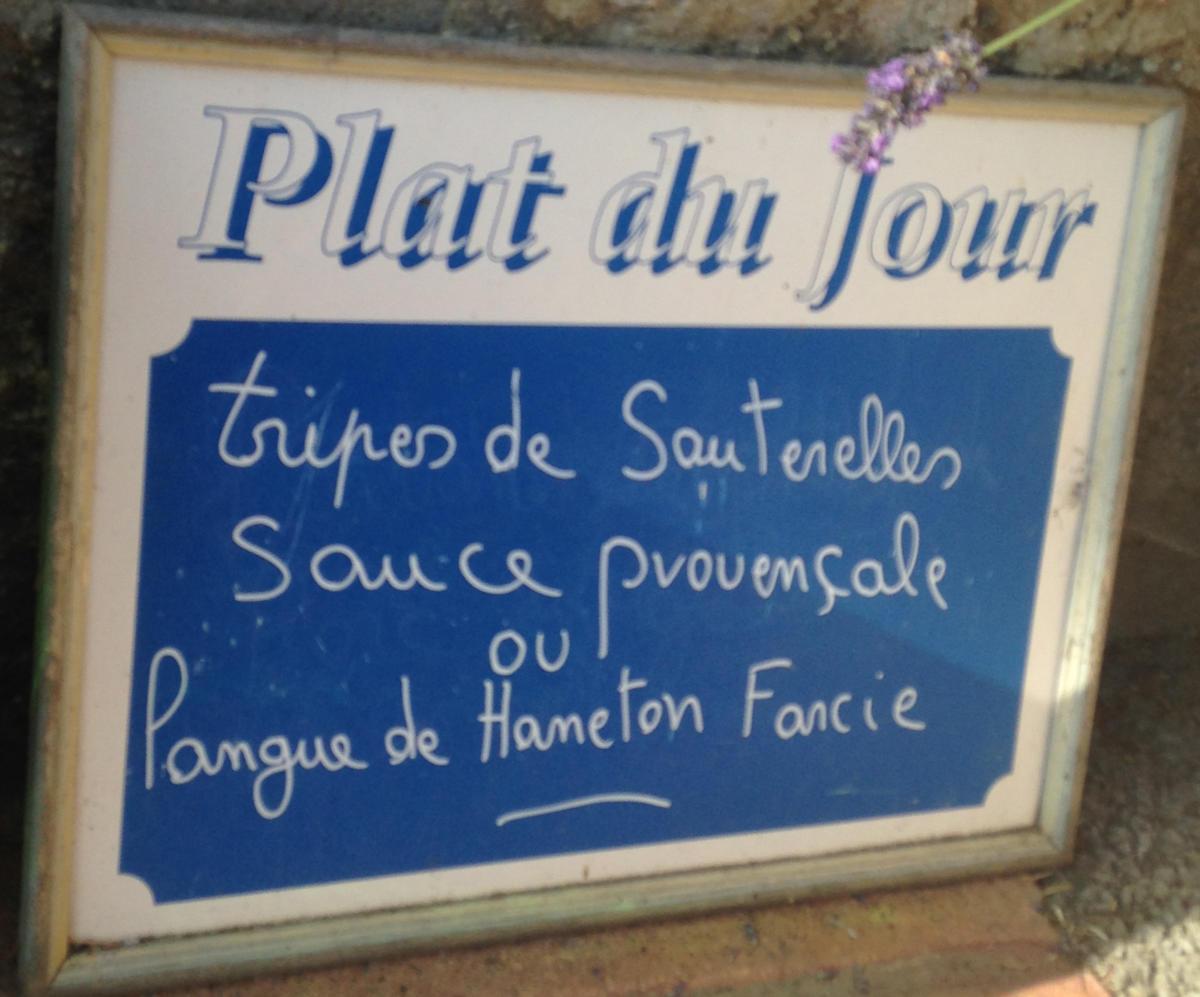 Plat du Jour
tripes de Sauterelles
Sauce provençale
ou
Langue de Hanneton Farcie